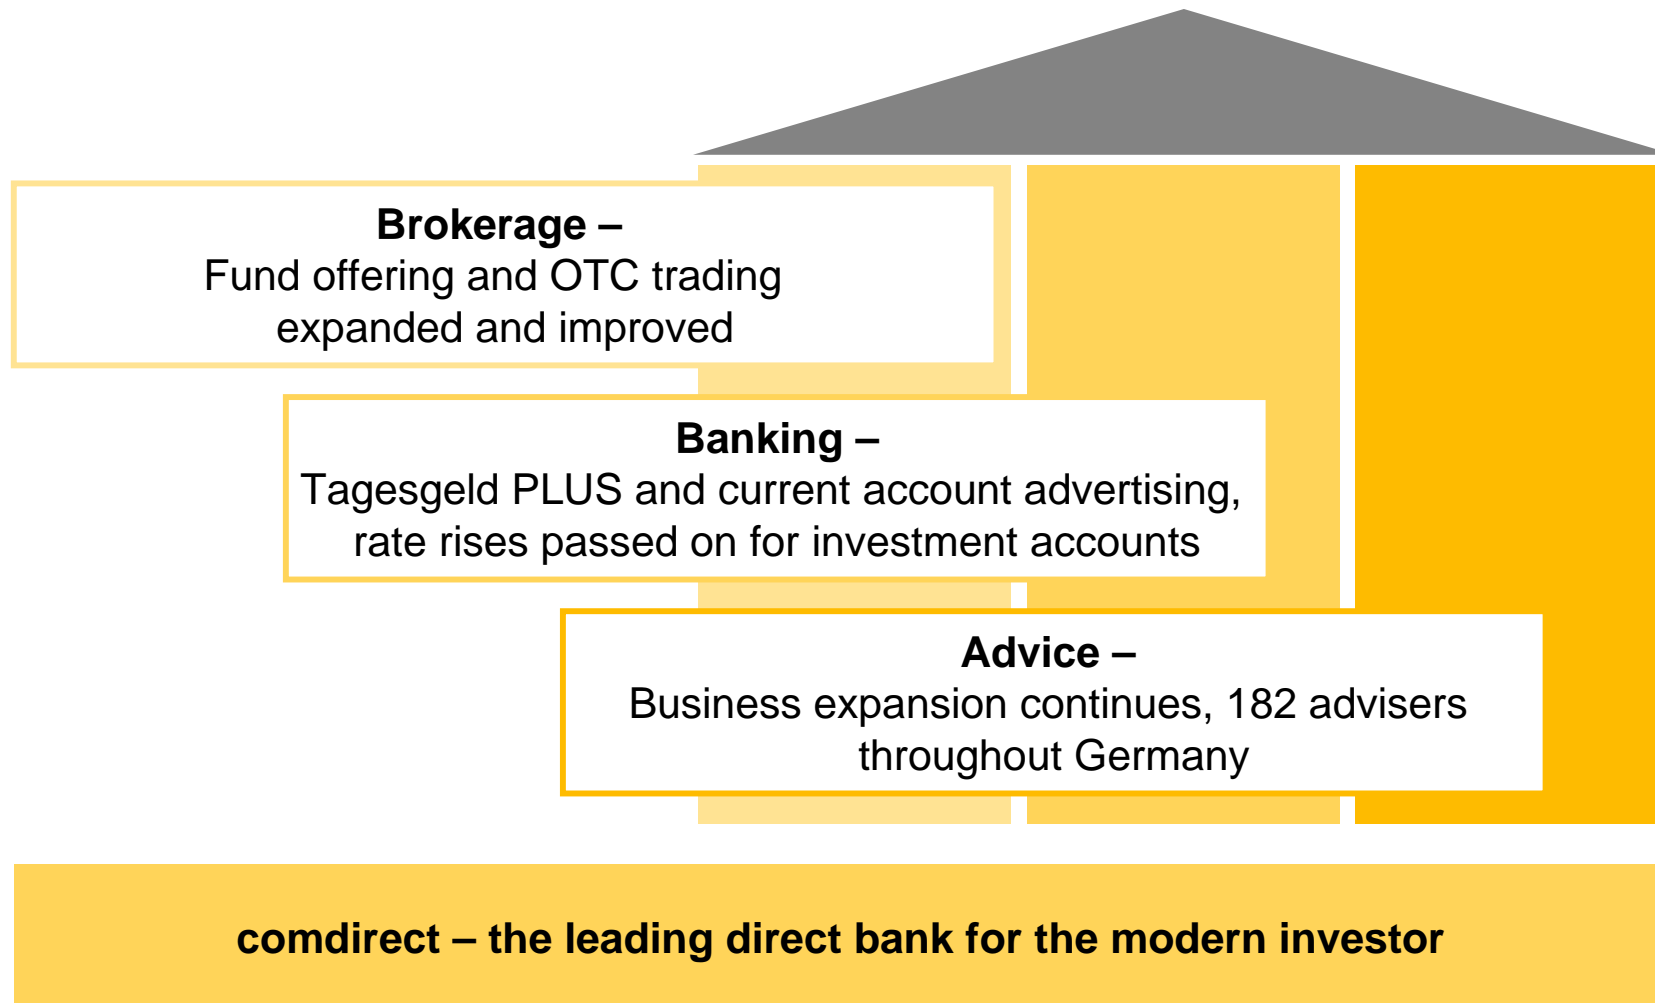 Brokerage –
Fund offering and OTC trading
expanded and improved
Banking –
Tagesgeld PLUS and current account advertising,
rate rises passed on for investment accounts
Advice –
Business expansion continues, 182 advisers
throughout Germany
comdirect – the leading direct bank for the modern investor